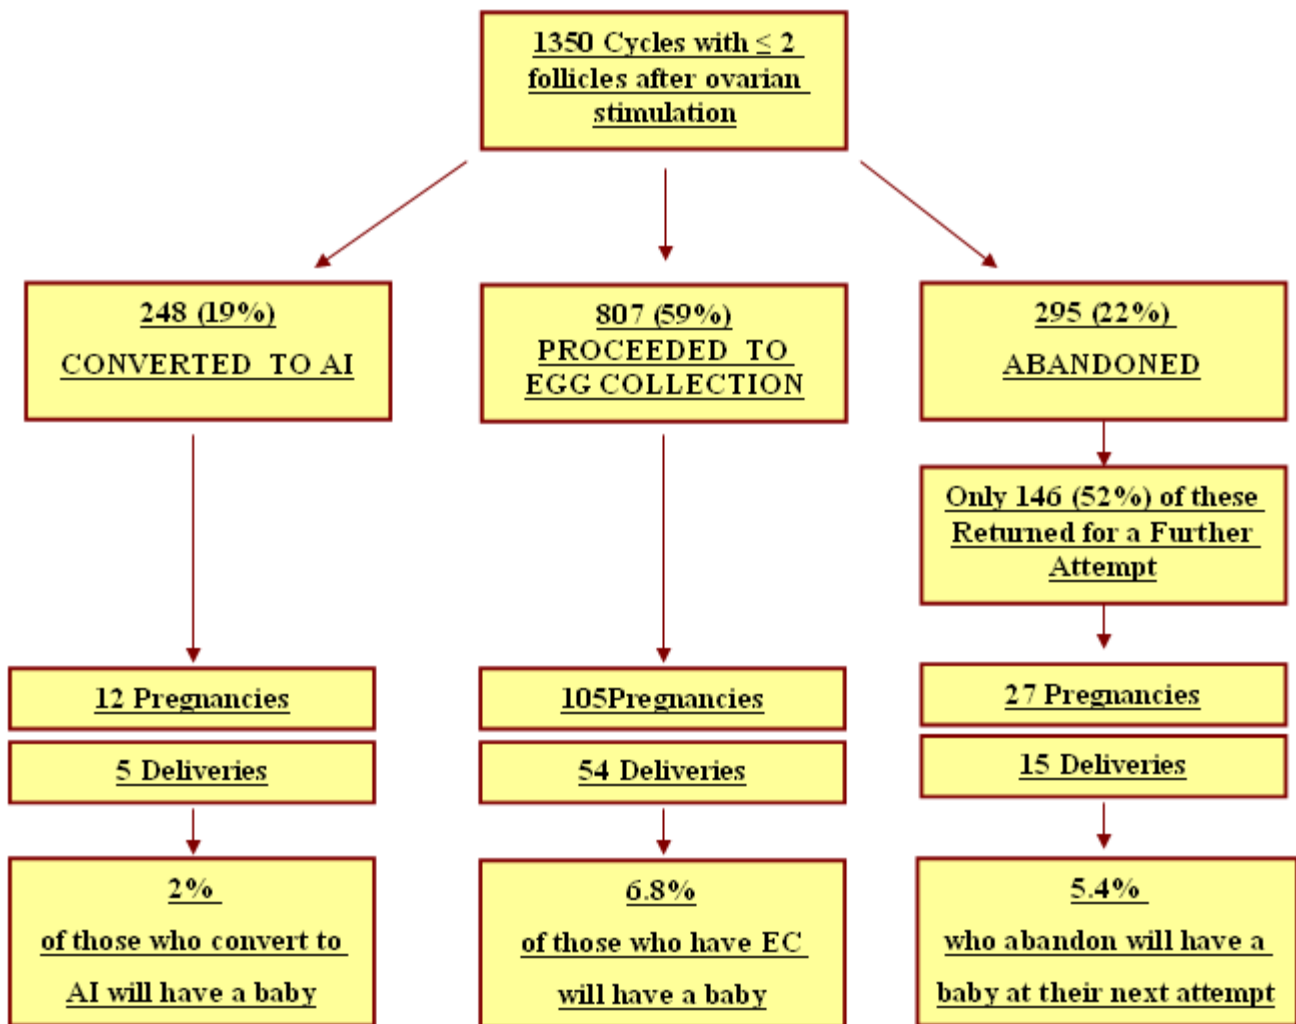 1350 Cycles with ≤ 2
follicles after ovarian
stimulation
248 (19%)
CONVERTED TO AI
807 (59%)
PROCEEDED TO
EGG COLLECTION
295 (22%)
ABANDONED
Only 146 (52%) of these
Returned for a Further
Attempt
12 Pregnancies
5 Deliveries
105Pregnancies
54 Deliveries
27 Pregnancies
15 Deliveries
2%
of those who convert to
AI will have a baby
6.8%
of those who have EC
will have a baby
5.4%
who abandon will have a
baby at their next attempt